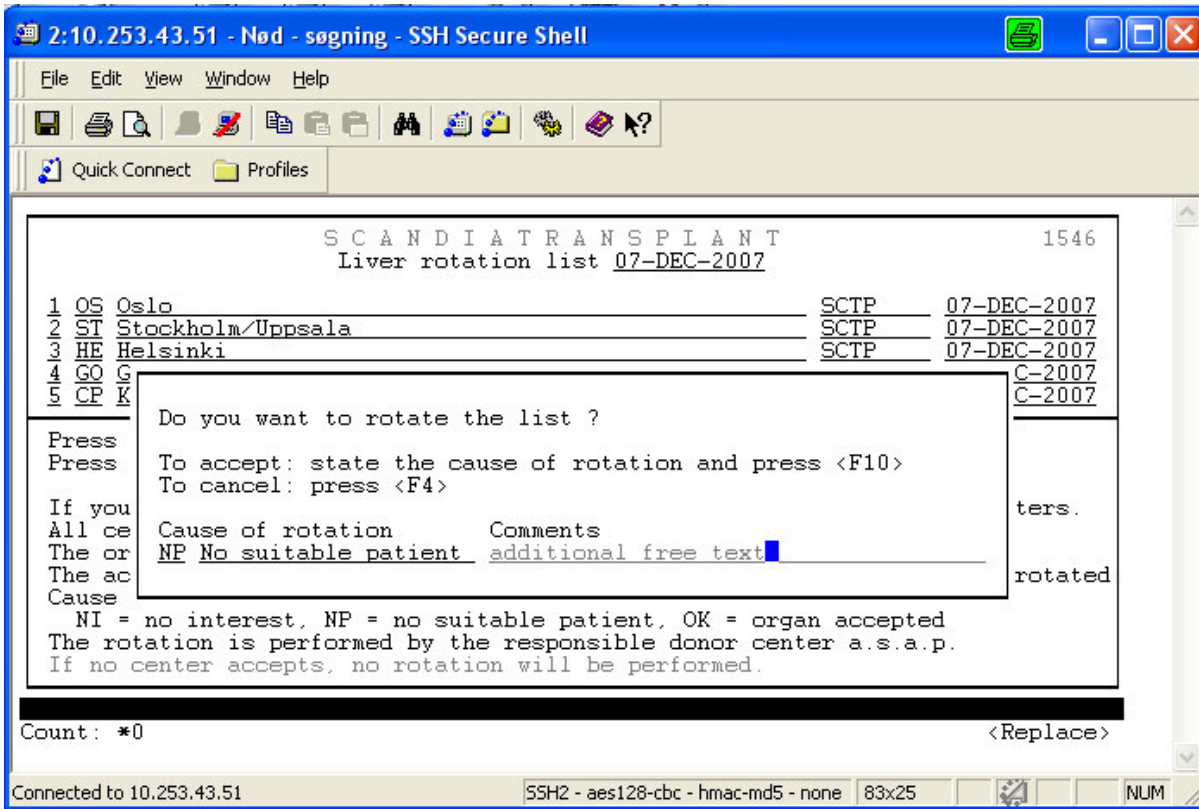 2:10.253.43.51 - Nød - søgning - SSH Secure Shell
File Edit View Window Help
Quick Connect Profiles
S C A N D I A T R A N S P L A N T 1546
Liver rotation list 07-DEC-2007
1 OS Oslo SCTP 07-DEC-2007
2 ST Stockholm/Uppsala SCTP 07-DEC-2007
3 HE Helsinki SCTP 07-DEC-2007
4 GO G C-2007
5 CP K C-2007
Do you want to rotate the list ?
Press
Press To accept: state the cause of rotation and press <F10>
To cancel: press <F4>
If you ters.
All ce Cause of rotation Comments
The or NP No suitable patient additional free text
The ac rotated
Cause
NI = no interest, NP = no suitable patient, OK = organ accepted
The rotation is performed by the responsible donor center a.s.a.p.
If no center accepts, no rotation will be performed.
Count: *0 <Replace>
Connected to 10.253.43.51 SSH2 - aes128-cbc - hmac-md5 - none 83x25 NUM